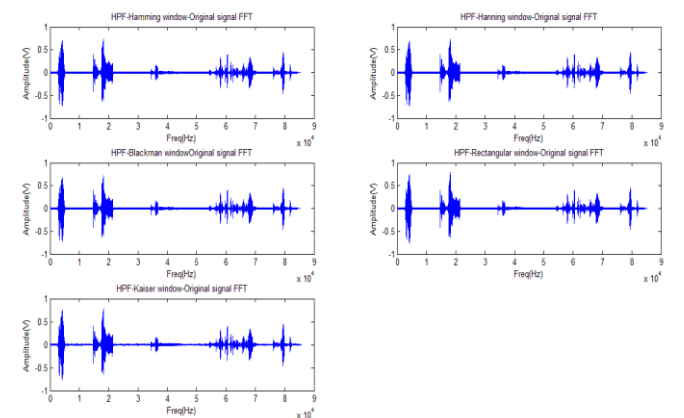 HPF-Hamming window-Original signal FFT
1
0.5
0
-0.5
-1
Amplitude(V)
0 1 2 3 4 5 6 7 8 9
Freq(Hz)
x 10^4
HPF-Hanning window-Original signal FFT
1
0.5
0
-0.5
-1
Amplitude(V)
0 1 2 3 4 5 6 7 8 9
Freq(Hz)
x 10^4
HPF-Blackman windowOriginal signal FFT
1
0.5
0
-0.5
-1
Amplitude(V)
0 1 2 3 4 5 6 7 8 9
Freq(Hz)
x 10^4
HPF-Rectangular window-Original signal FFT
1
0.5
0
-0.5
-1
Amplitude(V)
0 1 2 3 4 5 6 7 8 9
Freq(Hz)
x 10^4
HPF-Kaiser window-Original signal FFT
1
0.5
0
-0.5
-1
Amplitude(V)
0 1 2 3 4 5 6 7 8 9
Freq(Hz)
x 10^4